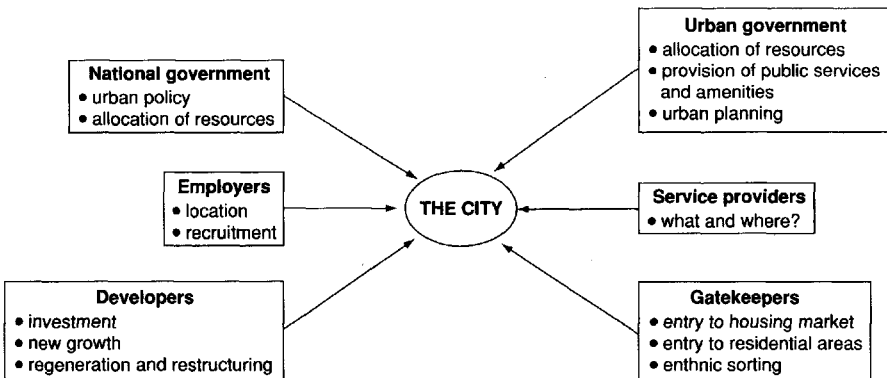 National government
• urban policy
• allocation of resources
Urban government
• allocation of resources
• provision of public services
and amenities
• urban planning
Employers
• location
• recruitment
THE CITY
Service providers
• what and where?
Developers
• investment
• new growth
• regeneration and restructuring
Gatekeepers
• entry to housing market
• entry to residential areas
• enthnic sorting